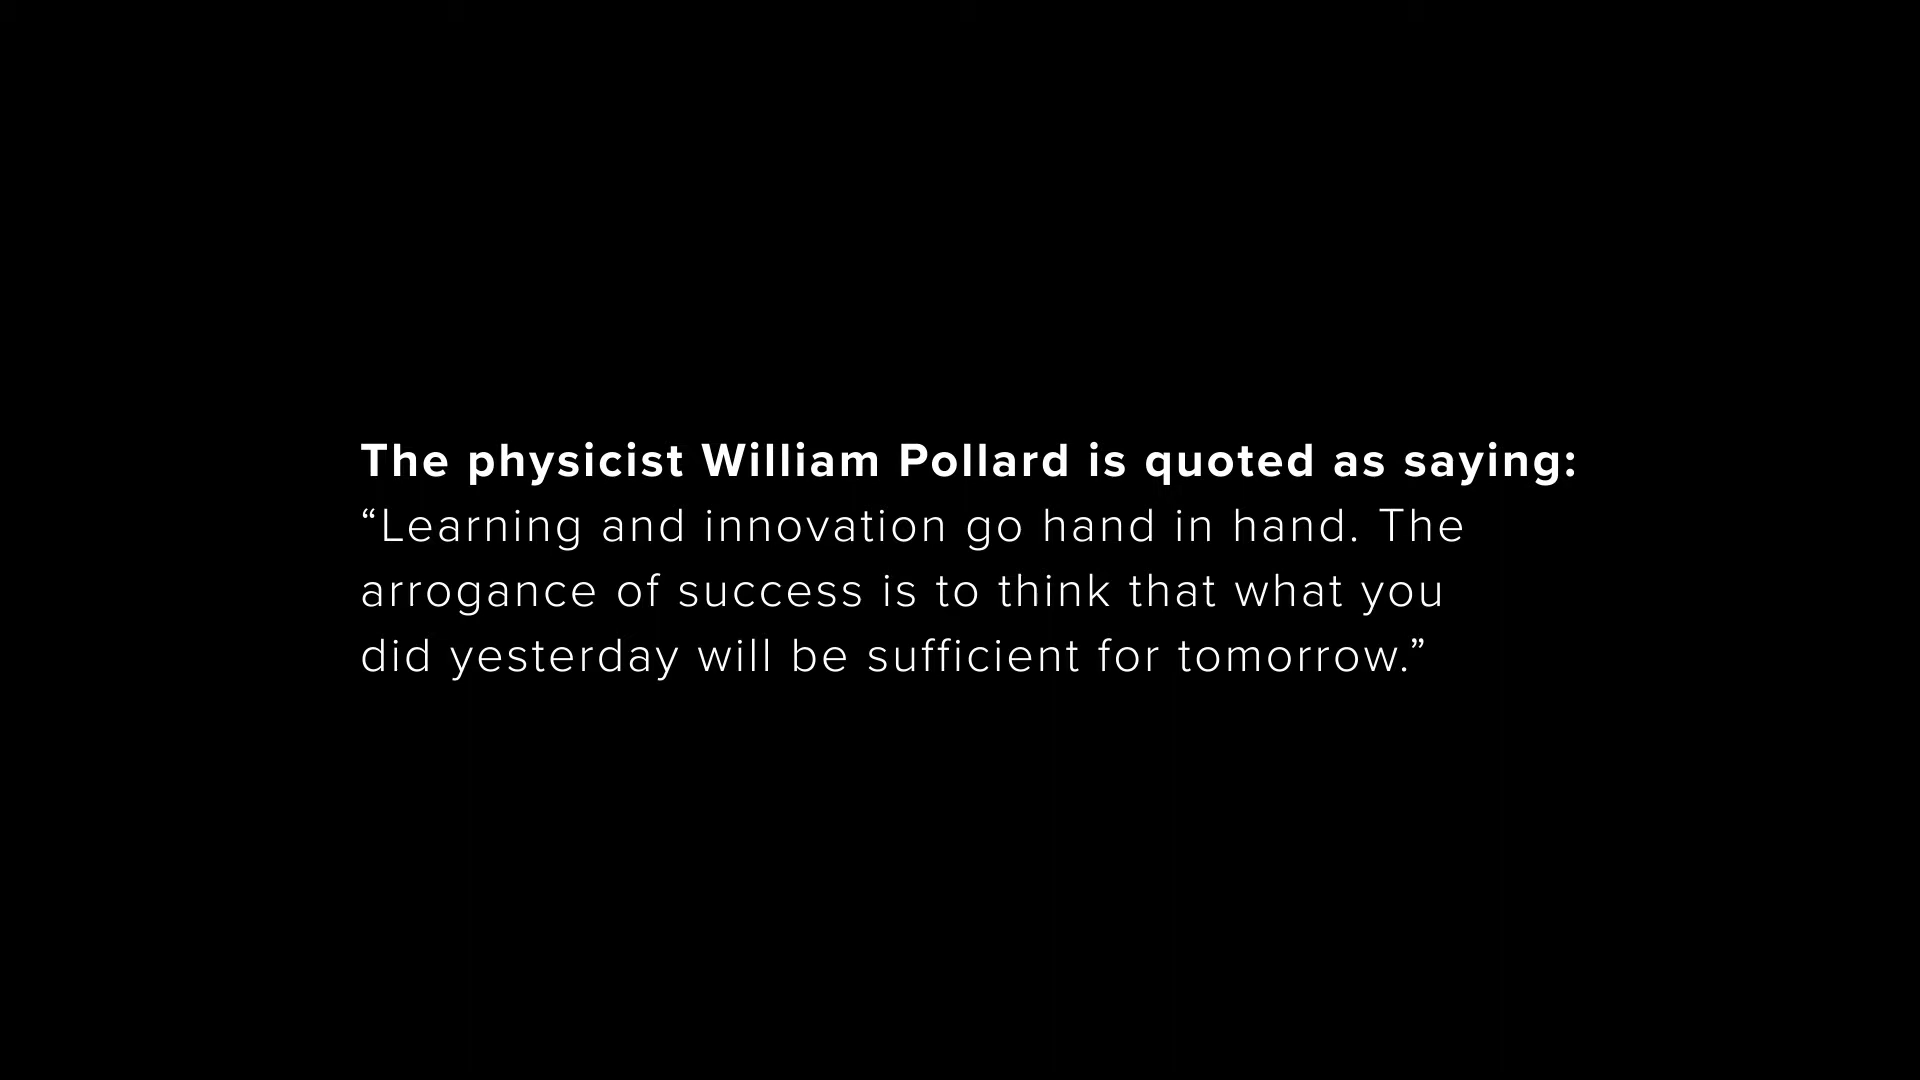 The physicist William Pollard is quoted as saying:
“Learning and innovation go hand in hand. The
arrogance of success is to think that what you
did yesterday will be sufficient for tomorrow.”